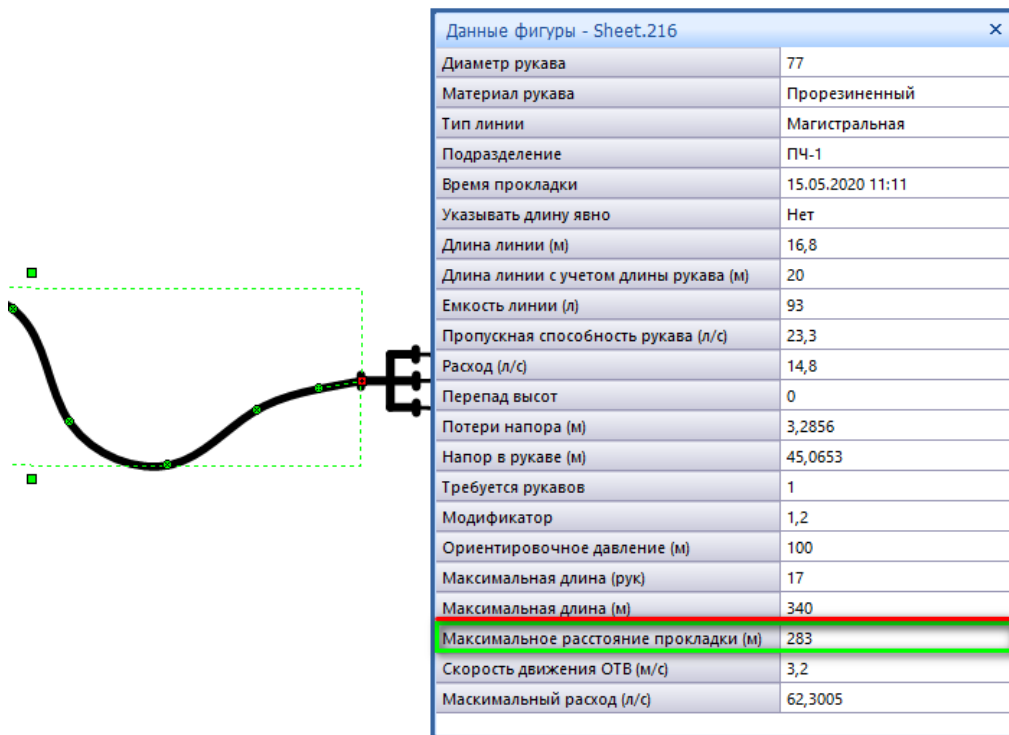 Данные фигуры - Sheet.216
Диаметр рукава 77
Материал рукава Прорезиненный
Тип линии Магистральная
Подразделение ПЧ-1
Время прокладки 15.05.2020 11:11
Указывать длину явно Нет
Длина линии (м) 16,8
Длина линии с учетом длины рукава (м) 20
Емкость линии (л) 93
Пропускная способность рукава (л/с) 23,3
Расход (л/с) 14,8
Перепад высот 0
Потери напора (м) 3,2856
Напор в рукаве (м) 45,0653
Требуется рукавов 1
Модификатор 1,2
Ориентировочное давление (м) 100
Максимальная длина (рук) 17
Максимальная длина (м) 340
Максимальное расстояние прокладки (м) 283
Скорость движения ОТВ (м/с) 3,2
Маскимальный расход (л/с) 62,3005